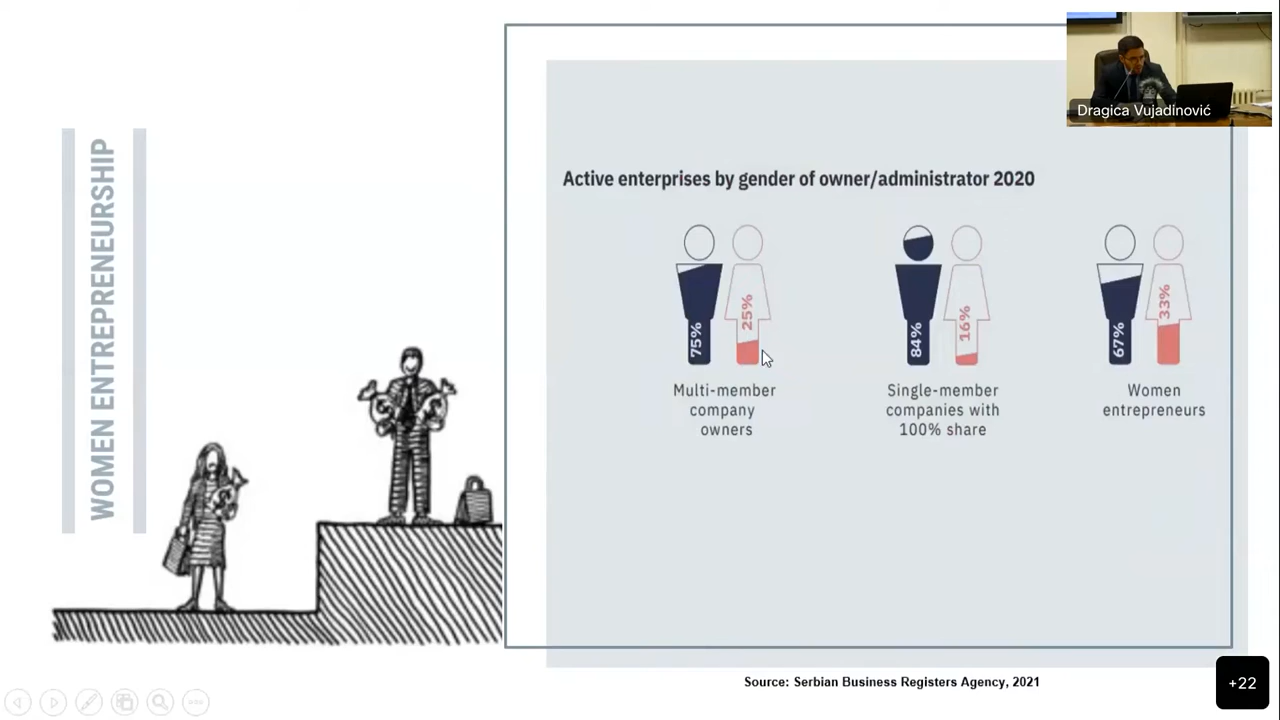 WOMEN ENTREPRENEURSHIP
Dragica Vujadinović
Active enterprises by gender of owner/administrator 2020
75%
25%
84%
16%
67%
33%
Multi-member
company
owners
Single-member
companies with
100% share
Women
entrepreneurs
Source: Serbian Business Registers Agency, 2021
+22